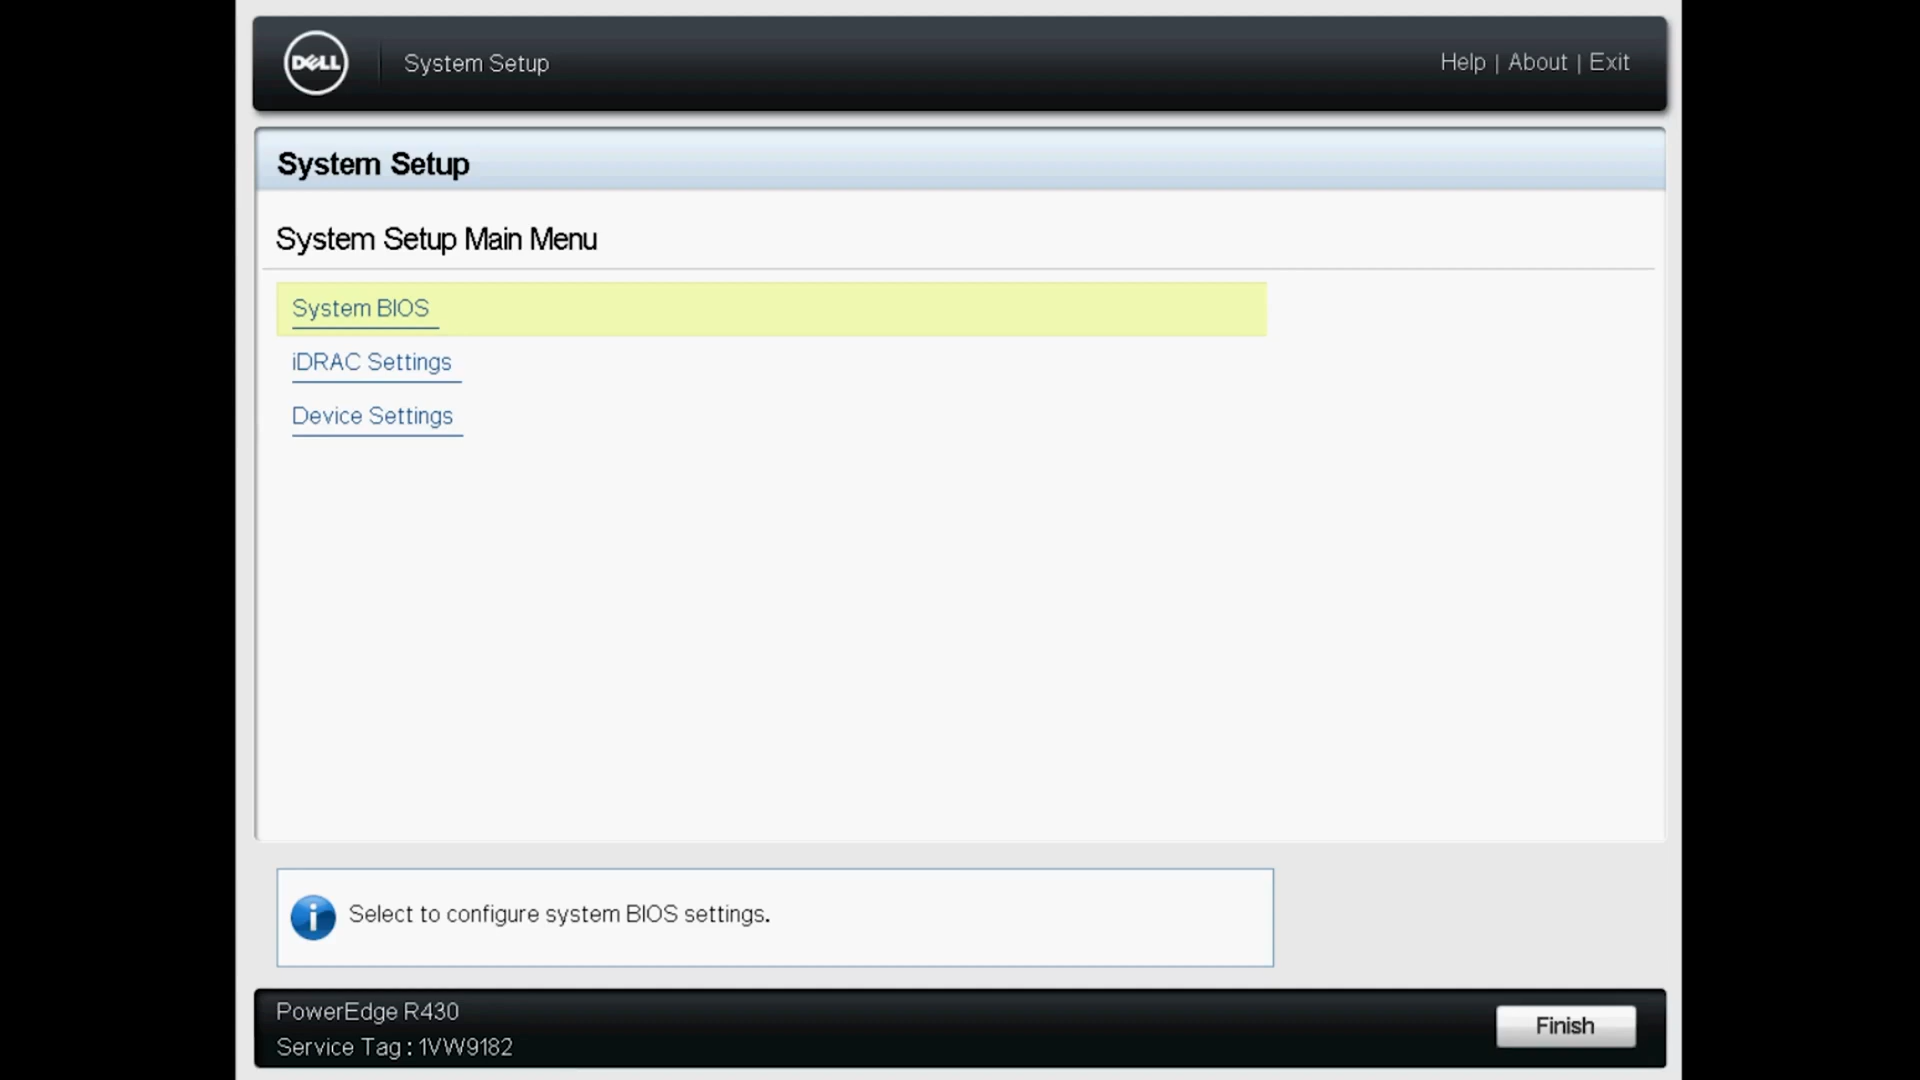 DELL
System Setup
Help | About | Exit
System Setup
System Setup Main Menu
System BIOS
iDRAC Settings
Device Settings
Select to configure system BIOS settings.
PowerEdge R430
Service Tag : 1VW9182
Finish